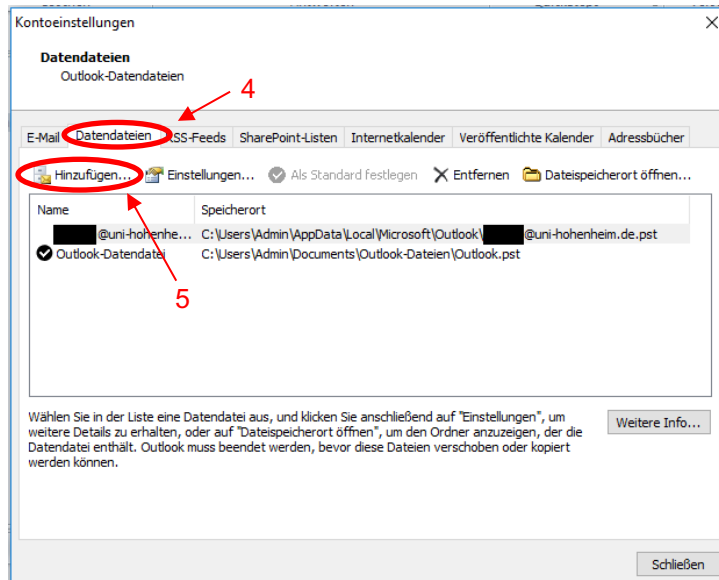 Kontoeinstellungen
Datendateien
Outlook-Datendateien
4
E-Mail Datendateien RSS-Feeds SharePoint-Listen Internetkalender Veröffentlichte Kalender Adressbücher
Hinzufügen... Einstellungen... Als Standard festlegen Entfernen Dateispeicherort öffnen...
Name Speicherort
@uni-hohenhe... C:\Users\Admin\AppData\Local\Microsoft\Outlook\ @uni-hohenheim.de.pst
Outlook-Datendatei C:\Users\Admin\Documents\Outlook-Dateien\Outlook.pst
5
Wählen Sie in der Liste eine Datendatei aus, und klicken Sie anschließend auf "Einstellungen", um
weitere Details zu erhalten, oder auf "Dateispeicherort öffnen", um den Ordner anzuzeigen, der die
Datendatei enthält. Outlook muss beendet werden, bevor diese Dateien verschoben oder kopiert
werden können.
Weitere Info...
Schließen